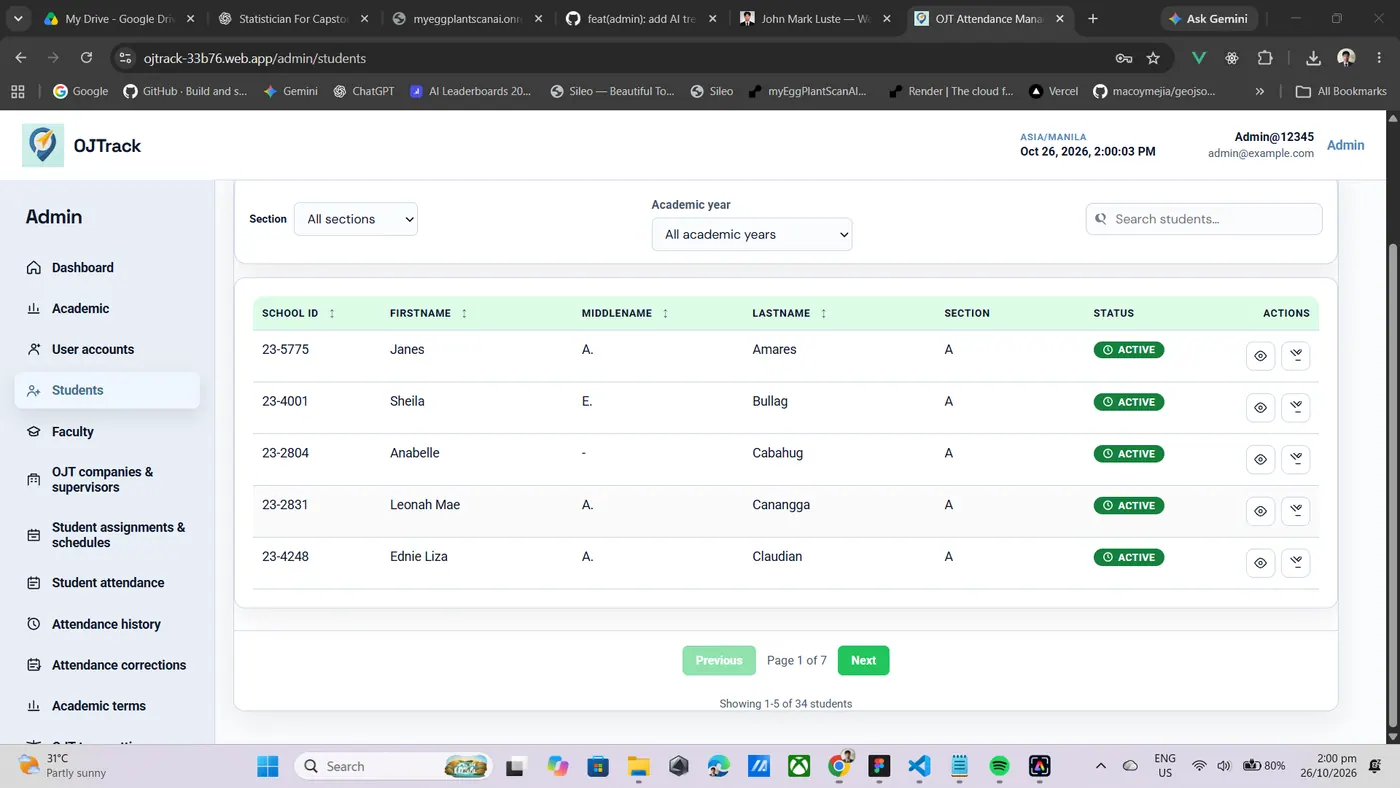 My Drive - Google Dri
Statistician For Capsto
myeggplantscanai.onr
feat(admin): add AI tre
John Mark Luste — We
OJT Attendance Mana
Ask Gemini
ojtrack-33b76.web.app/admin/students
Google
GitHub · Build and s...
Gemini
ChatGPT
AI Leaderboards 20...
Sileo — Beautiful To...
Sileo
myEggPlantScanAI...
Render | The cloud f...
Vercel
macoymejia/geojso...
All Bookmarks
OJTrack
ASIA/MANILA
Oct 26, 2026, 2:00:03 PM
Admin@12345
admin@example.com
Admin
Admin
Dashboard
Academic
User accounts
Students
Faculty
OJT companies &
supervisors
Student assignments &
schedules
Student attendance
Attendance history
Attendance corrections
Academic terms
Section
All sections
Academic year
All academic years
Search students...
SCHOOL ID FIRSTNAME MIDDLENAME LASTNAME SECTION STATUS ACTIONS
23-5775 Janes A. Amares A ACTIVE
23-4001 Sheila E. Bullag A ACTIVE
23-2804 Anabelle - Cabahug A ACTIVE
23-2831 Leonah Mae A. Canangga A ACTIVE
23-4248 Ednie Liza A. Claudian A ACTIVE
Previous Page 1 of 7 Next
Showing 1-5 of 34 students
31°C
Partly sunny
Search
ENG
US
80%
2:00 pm
26/10/2026